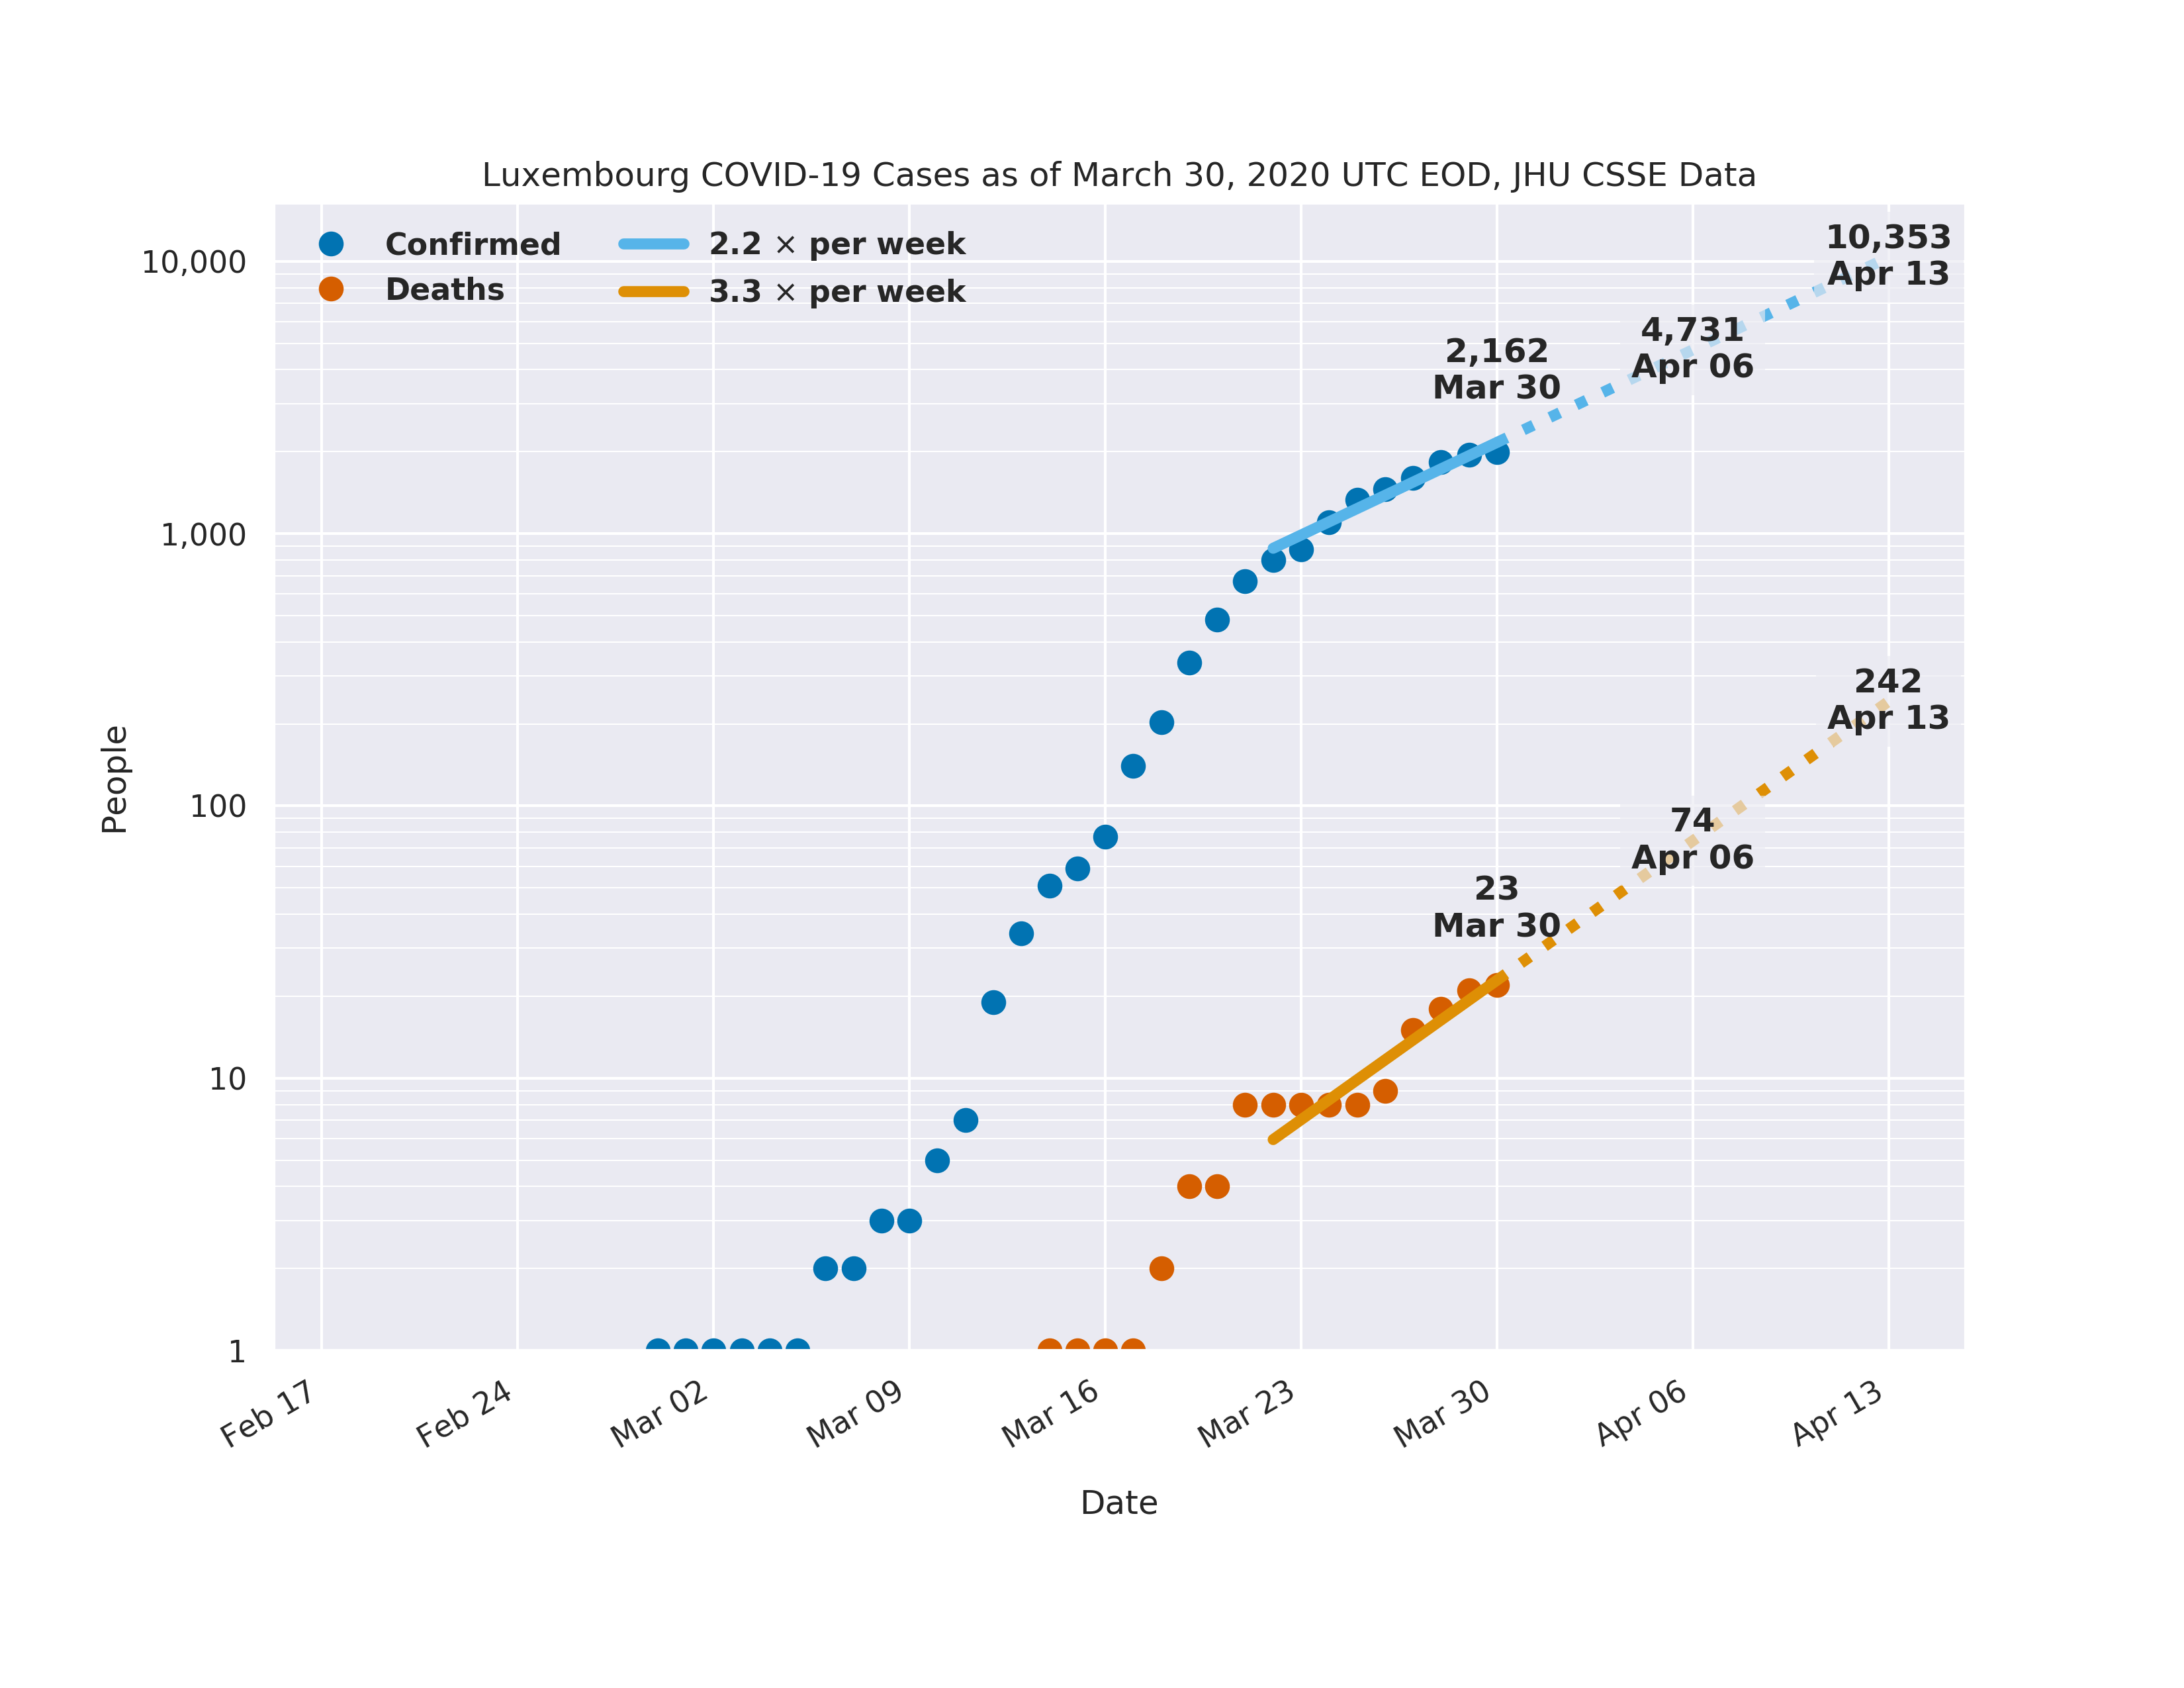 Luxembourg COVID-19 Cases as of March 30, 2020 UTC EOD, JHU CSSE Data
Confirmed
Deaths
2.2 × per week
3.3 × per week
10,353
Apr 13
4,731
Apr 06
2,162
Mar 30
242
Apr 13
74
Apr 06
23
Mar 30
People
10,000
1,000
100
10
1
Feb 17
Feb 24
Mar 02
Mar 09
Mar 16
Mar 23
Mar 30
Apr 06
Apr 13
Date